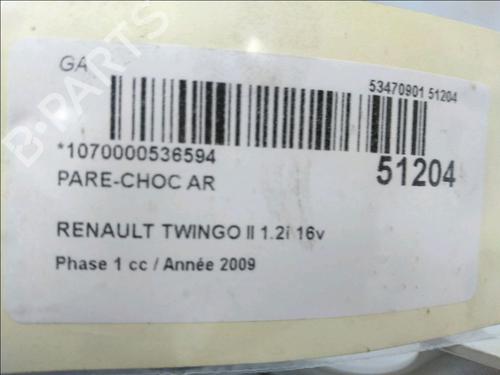 GA
53470901 51204
*1070000536594
51204
PARE-CHOC AR
RENAULT TWINGO II 1.2i 16v
Phase 1 cc / Année 2009
B-PARTS